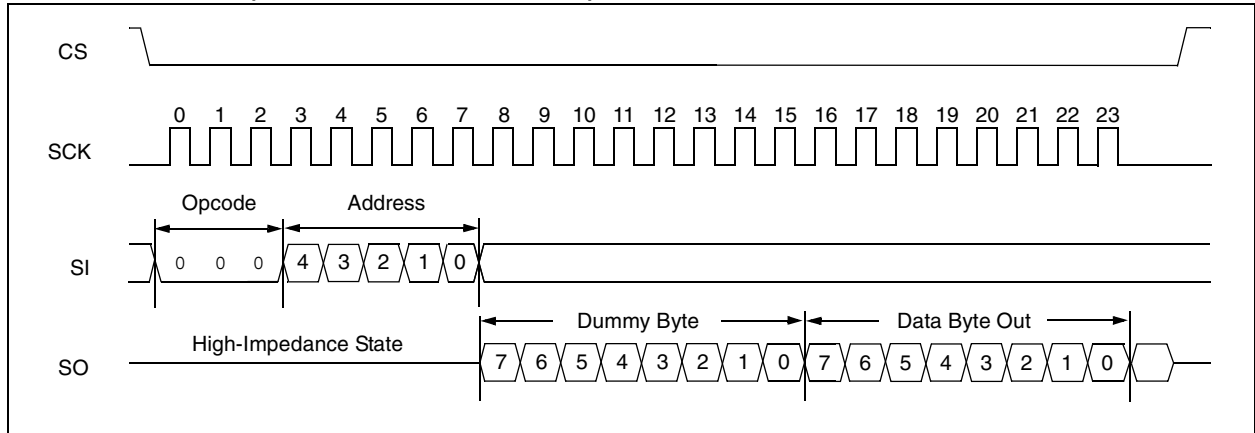 CS
0 1 2 3 4 5 6 7 8 9 10 11 12 13 14 15 16 17 18 19 20 21 22 23
SCK
Opcode Address
SI 0 0 0 4 3 2 1 0
Dummy Byte Data Byte Out
High-Impedance State
SO 7 6 5 4 3 2 1 0 7 6 5 4 3 2 1 0